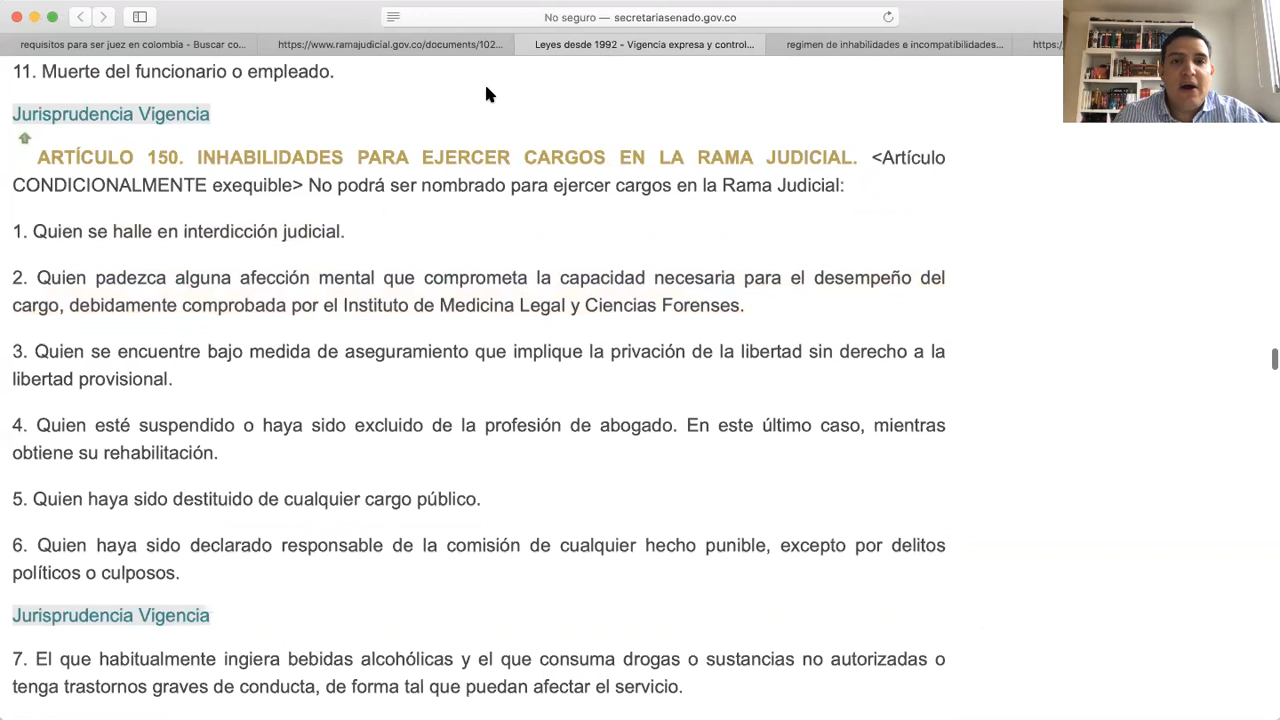 No seguro — secretariasenado.gov.co
requisitos para ser juez en colombia - Buscar co...
https://www.ramajudicial.gov.co/documents/102...
Leyes desde 1992 - Vigencia expresa y control...
regimen de inhabilidades e incompatibilidades...
https:/
11. Muerte del funcionario o empleado.
Jurisprudencia Vigencia
ARTÍCULO 150. INHABILIDADES PARA EJERCER CARGOS EN LA RAMA JUDICIAL. <Artículo
CONDICIONALMENTE exequible> No podrá ser nombrado para ejercer cargos en la Rama Judicial:
1. Quien se halle en interdicción judicial.
2. Quien padezca alguna afección mental que comprometa la capacidad necesaria para el desempeño del
cargo, debidamente comprobada por el Instituto de Medicina Legal y Ciencias Forenses.
3. Quien se encuentre bajo medida de aseguramiento que implique la privación de la libertad sin derecho a la
libertad provisional.
4. Quien esté suspendido o haya sido excluido de la profesión de abogado. En este último caso, mientras
obtiene su rehabilitación.
5. Quien haya sido destituido de cualquier cargo público.
6. Quien haya sido declarado responsable de la comisión de cualquier hecho punible, excepto por delitos
políticos o culposos.
Jurisprudencia Vigencia
7. El que habitualmente ingiera bebidas alcohólicas y el que consuma drogas o sustancias no autorizadas o
tenga trastornos graves de conducta, de forma tal que puedan afectar el servicio.